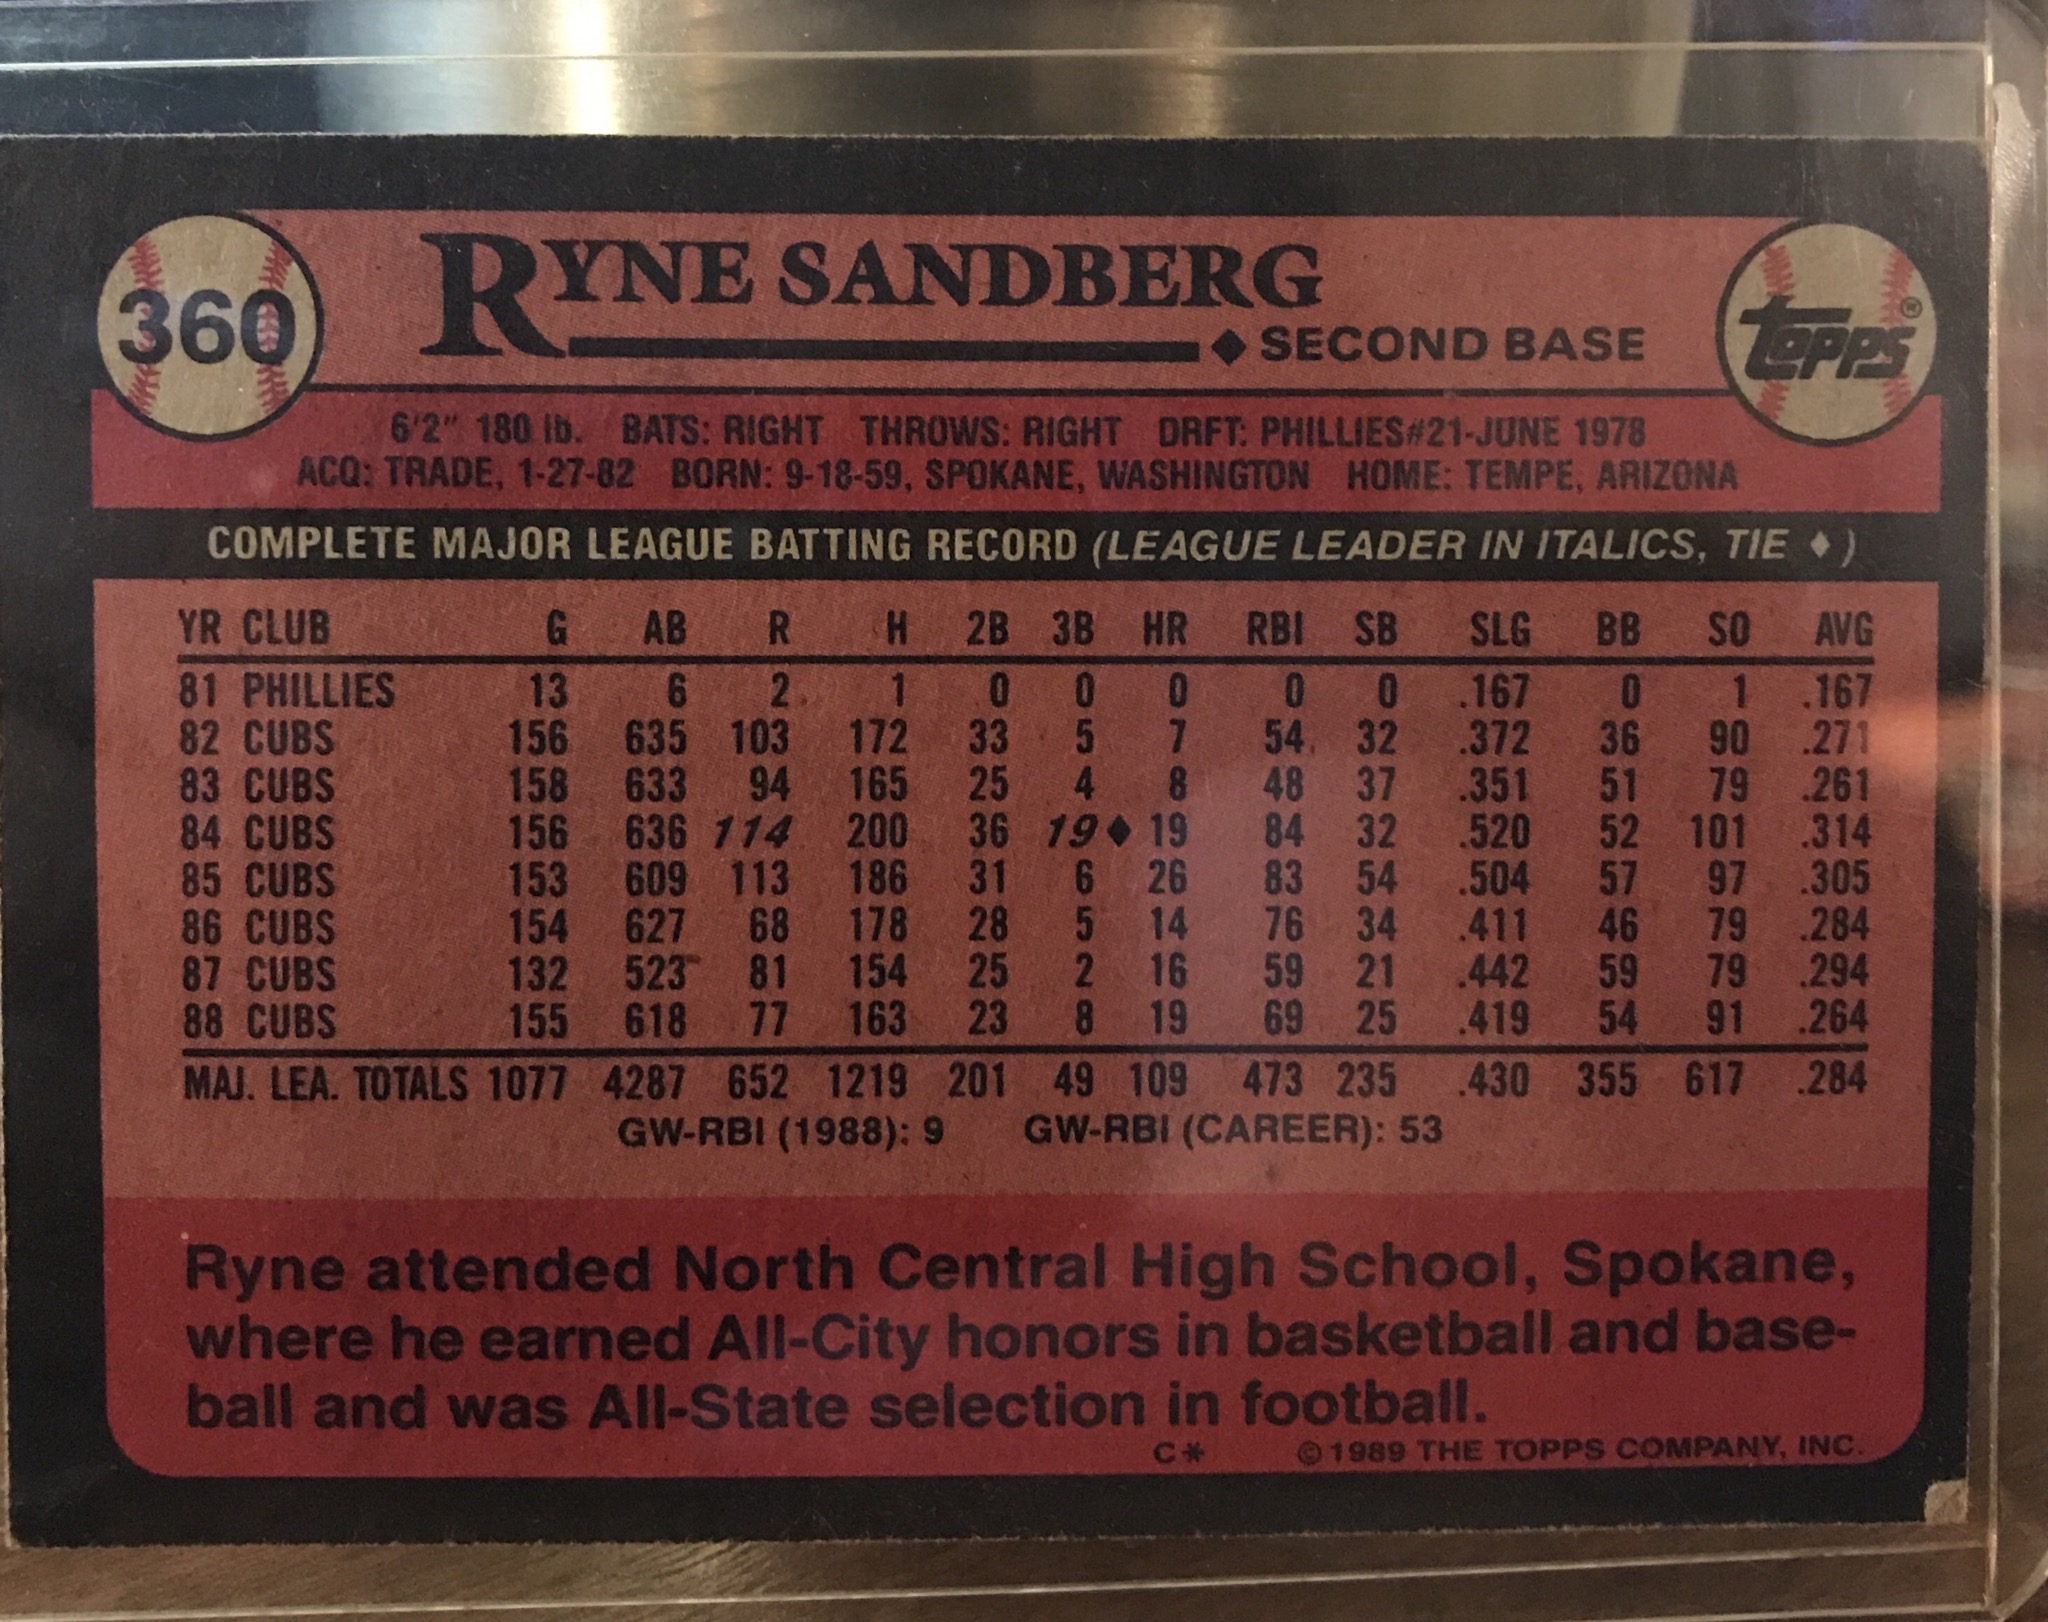 360
RYNE SANDBERG
◆ SECOND BASE
topps®
6'2" 180 lb. BATS: RIGHT THROWS: RIGHT DRFT: PHILLIES#21-JUNE 1978
ACQ: TRADE, 1-27-82 BORN: 9-18-59, SPOKANE, WASHINGTON HOME: TEMPE, ARIZONA
COMPLETE MAJOR LEAGUE BATTING RECORD (LEAGUE LEADER IN ITALICS, TIE ♦ )
YR CLUB G AB R H 2B 3B HR RBI SB SLG BB SO AVG
81 PHILLIES 13 6 2 1 0 0 0 0 0 .167 0 1 .167
82 CUBS 156 635 103 172 33 5 7 54 32 .372 36 90 .271
83 CUBS 158 633 94 165 25 4 8 48 37 .351 51 79 .261
84 CUBS 156 636 114 200 36 19♦ 19 84 32 .520 52 101 .314
85 CUBS 153 609 113 186 31 6 26 83 54 .504 57 97 .305
86 CUBS 154 627 68 178 28 5 14 76 34 .411 46 79 .284
87 CUBS 132 523 81 154 25 2 16 59 21 .442 59 79 .294
88 CUBS 155 618 77 163 23 8 19 69 25 .419 54 91 .264
MAJ. LEA. TOTALS 1077 4287 652 1219 201 49 109 473 235 .430 355 617 .284
GW-RBI (1988): 9 GW-RBI (CAREER): 53
Ryne attended North Central High School, Spokane,
where he earned All-City honors in basketball and base-
ball and was All-State selection in football.
C* © 1989 THE TOPPS COMPANY, INC.